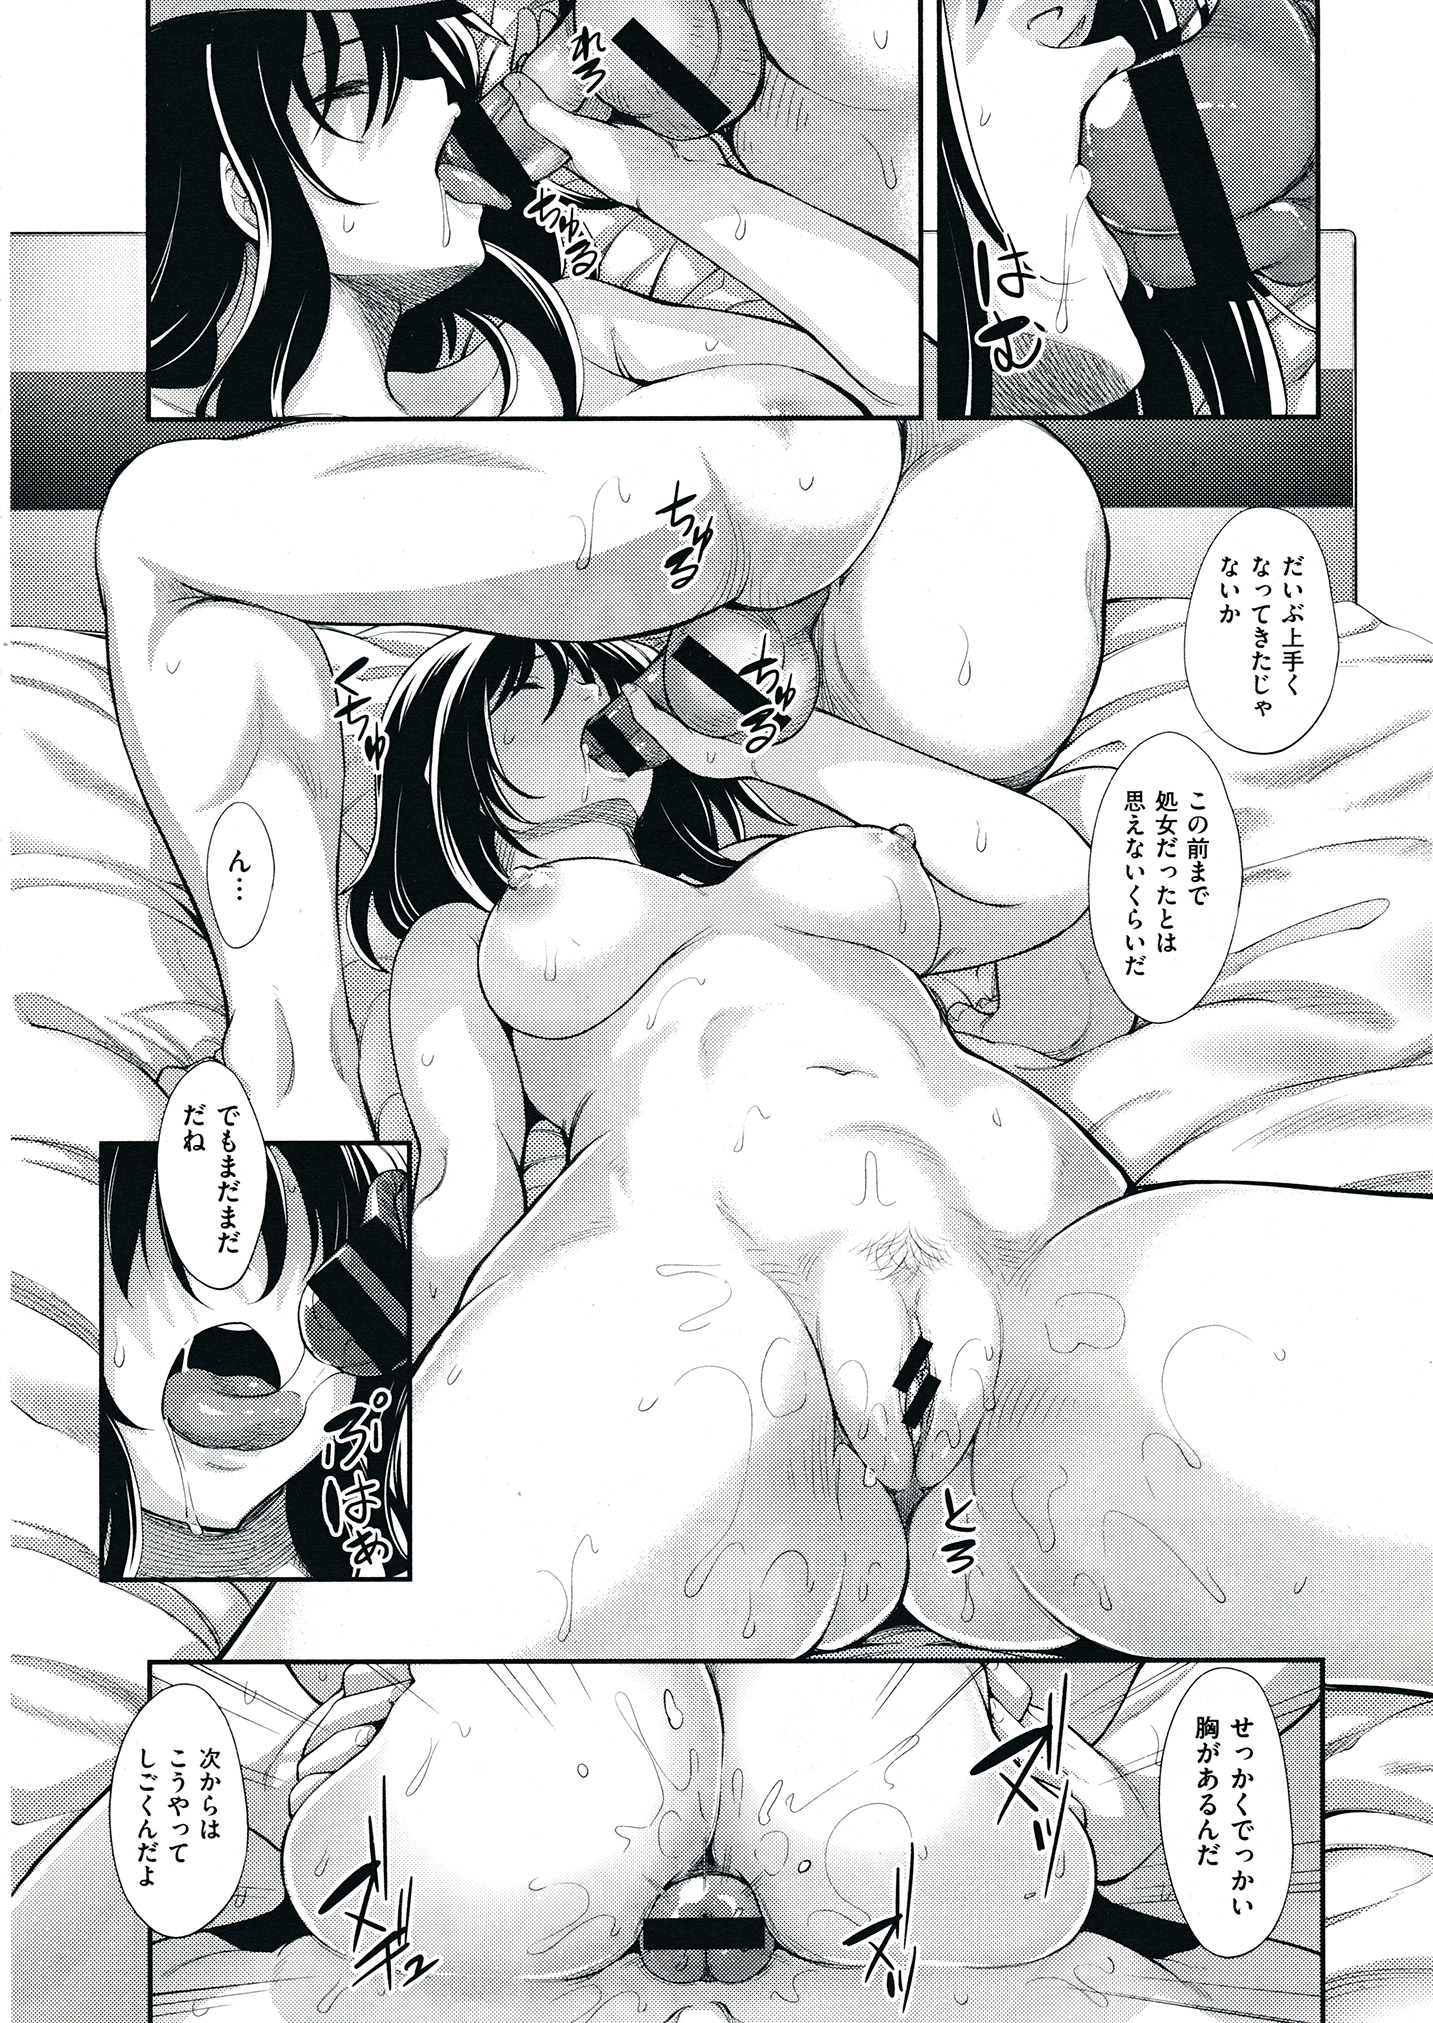 はむ
れろ
ちゅる
だいぶ上手く
なってきたじゃ
ないか
この前まで
処女だったとは
思えないくらいだ
ちゅる
ちゅる
くちゅ
ん…
でもまだまだ
だね
ぷはぁ
とろ
せっかくでっかい
胸があるんだ
次からは
こうやって
しごくんだよ
ヌッ
ヌッ
ヌヂュ